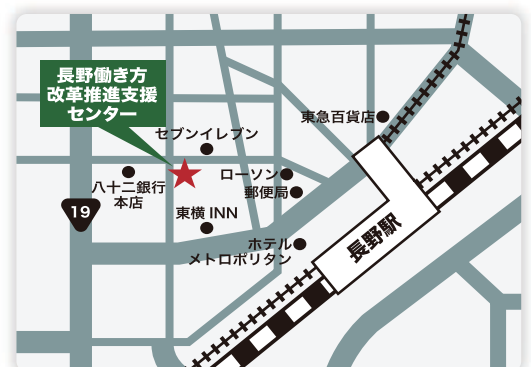 長野働き方
改革推進支援
センター
東急百貨店
セブンイレブン
ローソン
八十二銀行
本店
郵便局
19
東横 INN
長野駅
ホテル
メトロポリタン